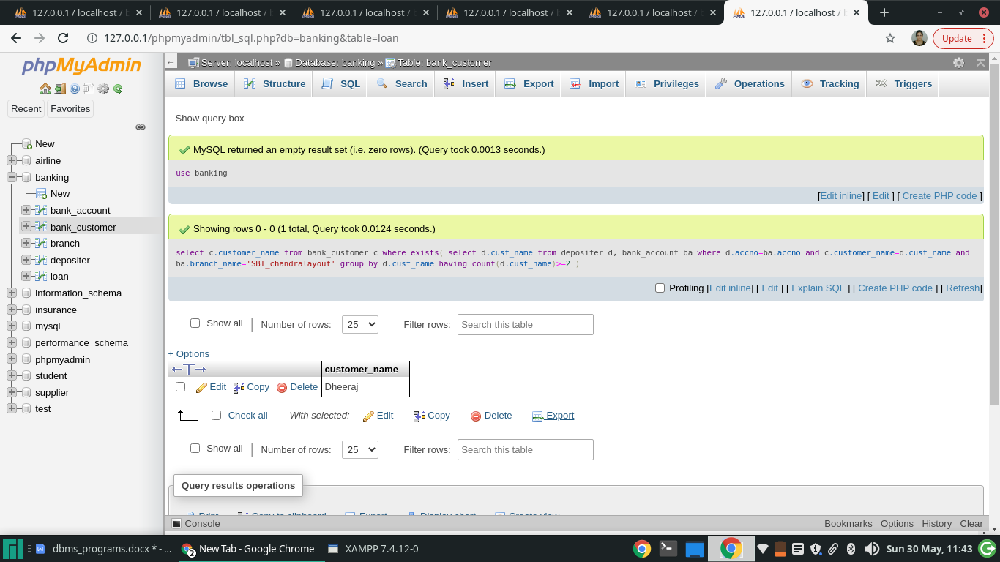 127.0.0.1 / localhost / b
127.0.0.1 / localhost / b
127.0.0.1 / localhost / b
127.0.0.1 / localhost / b
127.0.0.1 / localhost / b
127.0.0.1 / localhost / b
127.0.0.1/phpmyadmin/tbl_sql.php?db=banking&table=loan
Update
phpMyAdmin
Recent Favorites
New
airline
banking
New
bank_account
bank_customer
branch
depositer
loan
information_schema
insurance
mysql
performance_schema
phpmyadmin
student
supplier
test
Server: localhost » Database: banking » Table: bank_customer
Browse Structure SQL Search Insert Export Import Privileges Operations Tracking Triggers
Show query box
MySQL returned an empty result set (i.e. zero rows). (Query took 0.0013 seconds.)
use banking
[Edit inline] [ Edit ] [ Create PHP code ]
Showing rows 0 - 0 (1 total, Query took 0.0124 seconds.)
select c.customer_name from bank_customer c where exists( select d.cust_name from depositer d, bank_account ba where d.accno=ba.accno and c.customer_name=d.cust_name and
ba.branch_name='SBI_chandralayout' group by d.cust_name having count(d.cust_name)>=2 )
Profiling [Edit inline] [ Edit ] [ Explain SQL ] [ Create PHP code ] [ Refresh]
Show all | Number of rows: 25 Filter rows: Search this table
+ Options
customer_name
Edit Copy Delete Dheeraj
Check all With selected: Edit Copy Delete Export
Show all | Number of rows: 25 Filter rows: Search this table
Query results operations
Print Copy to clipboard Export Display chart Create view
Console Bookmarks Options History Clear
dbms_programs.docx * - ... 2 New Tab - Google Chrome XAMPP 7.4.12-0 Sun 30 May, 11:43